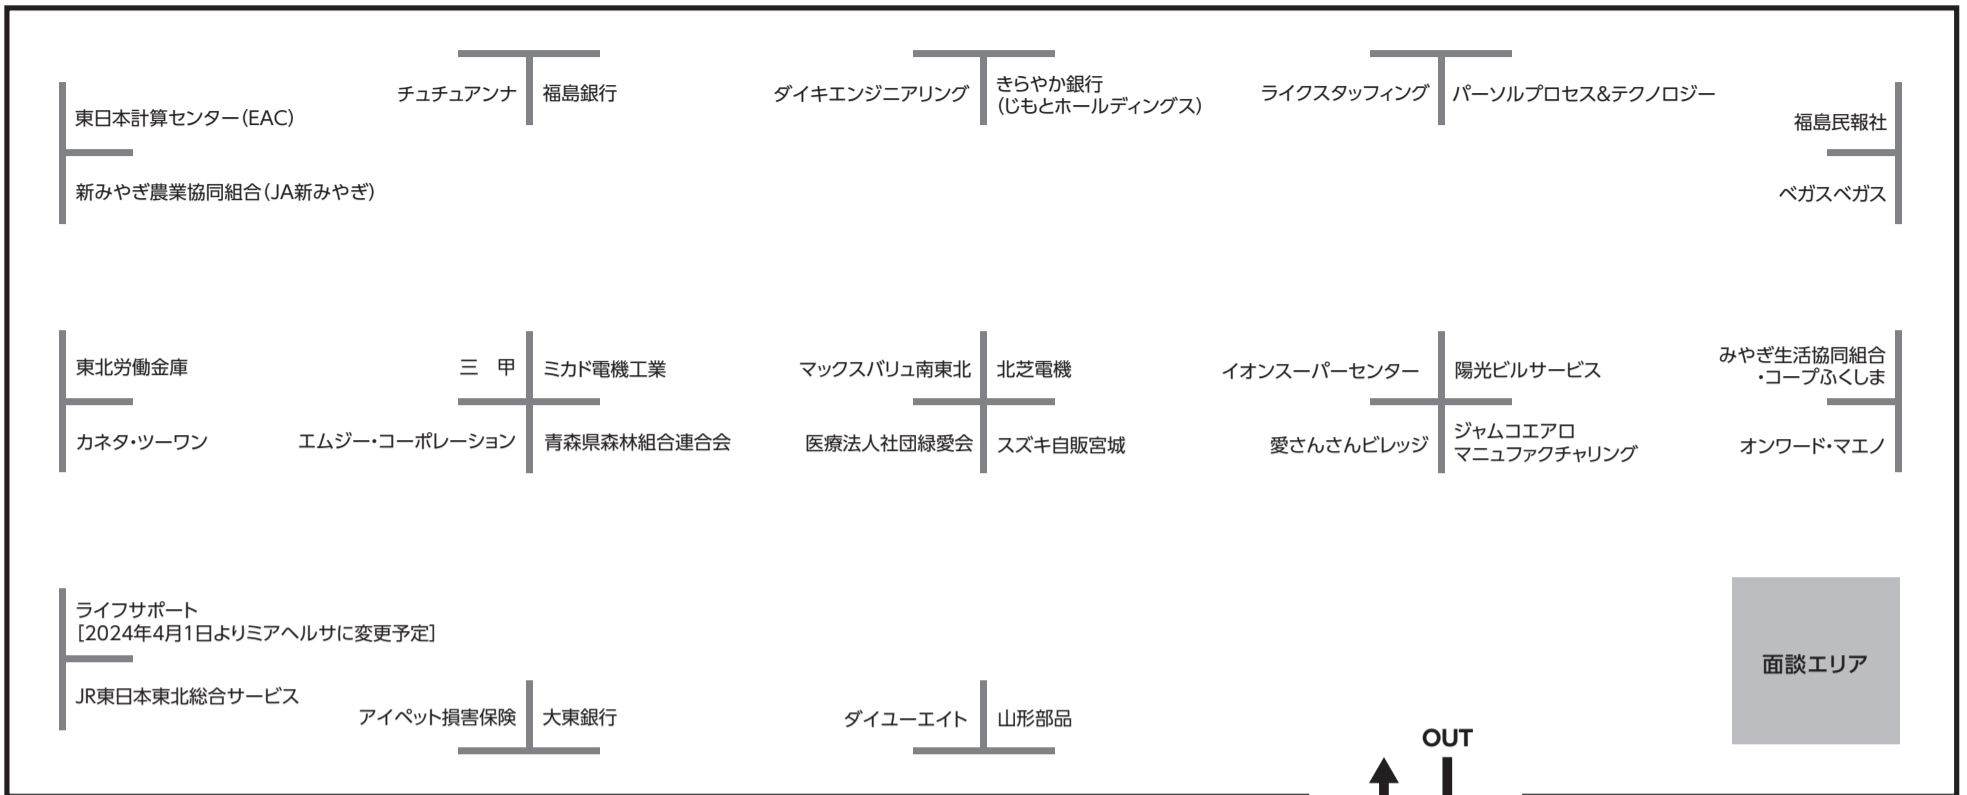 チュチュアンナ
福島銀行
ダイキエンジニアリング
きらやか銀行
(じもとホールディングス)
ライクスタッフィング
パーソルプロセス&テクノロジー
東日本計算センター(EAC)
福島民報社
新みやぎ農業協同組合(JA新みやぎ)
ベガスベガス
東北労働金庫
三　甲
ミカド電機工業
マックスバリュ南東北
北芝電機
イオンスーパーセンター
陽光ビルサービス
みやぎ生活協同組合
・コープふくしま
カネタ・ツーワン
エムジー・コーポレーション
青森県森林組合連合会
医療法人社団緑愛会
スズキ自販宮城
愛さんさんビレッジ
ジャムコエアロ
マニュファクチャリング
オンワード・マエノ
ライフサポート
[2024年4月1日よりミアヘルサに変更予定]
面談エリア
JR東日本東北総合サービス
アイペット損害保険
大東銀行
ダイユーエイト
山形部品
OUT